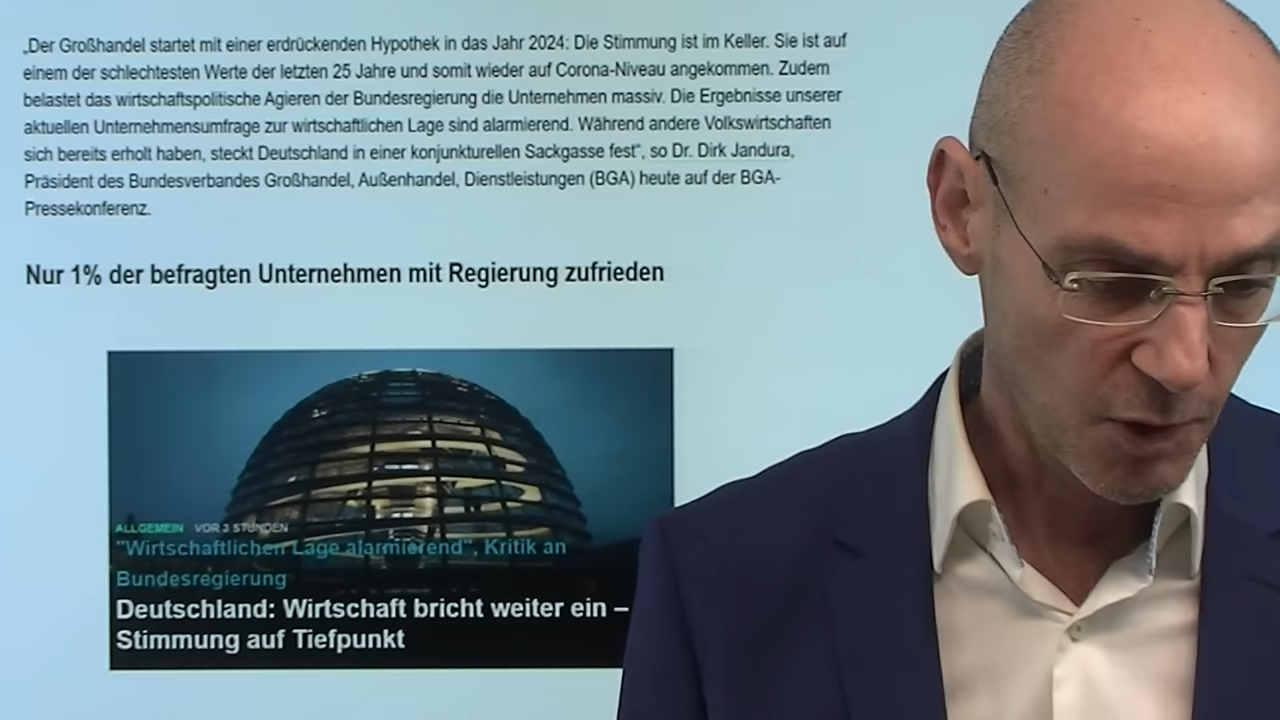 „Der Großhandel startet mit einer erdrückenden Hypothek in das Jahr 2024: Die Stimmung ist im Keller. Sie ist auf
einem der schlechtesten Werte der letzten 25 Jahre und somit wieder auf Corona-Niveau angekommen. Zudem
belastet das wirtschaftspolitische Agieren der Bundesregierung die Unternehmen massiv. Die Ergebnisse unserer
aktuellen Unternehmensumfrage zur wirtschaftlichen Lage sind alarmierend. Während andere Volkswirtschaften
sich bereits erholt haben, steckt Deutschland in einer konjunkturellen Sackgasse fest“, so Dr. Dirk Jandura,
Präsident des Bundesverbandes Großhandel, Außenhandel, Dienstleistungen (BGA) heute auf der BGA-
Pressekonferenz.
Nur 1% der befragten Unternehmen mit Regierung zufrieden
ALLGEMEIN VOR 3 STUNDEN
"Wirtschaftlichen Lage alarmierend", Kritik an
Bundesregierung
Deutschland: Wirtschaft bricht weiter ein –
Stimmung auf Tiefpunkt